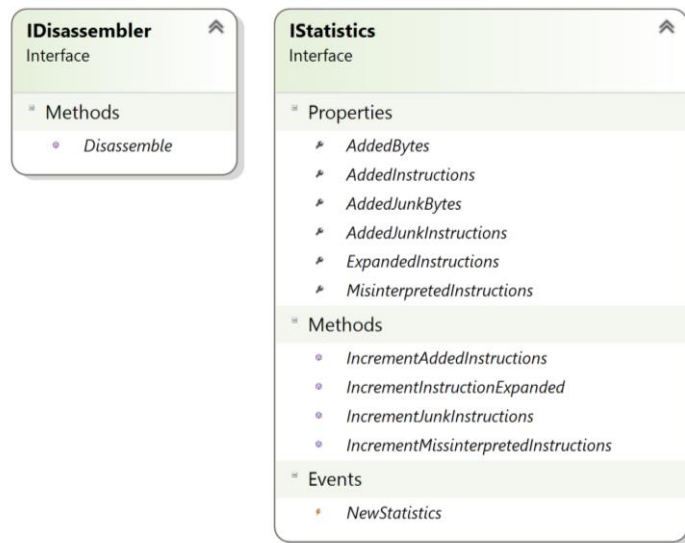 IDisassembler
Interface
Methods
Disassemble
IStatistics
Interface
Properties
AddedBytes
AddedInstructions
AddedJunkBytes
AddedJunkInstructions
ExpandedInstructions
MisinterpretedInstructions
Methods
IncrementAddedInstructions
IncrementInstructionExpanded
IncrementJunkInstructions
IncrementMissinterpretedInstructions
Events
NewStatistics